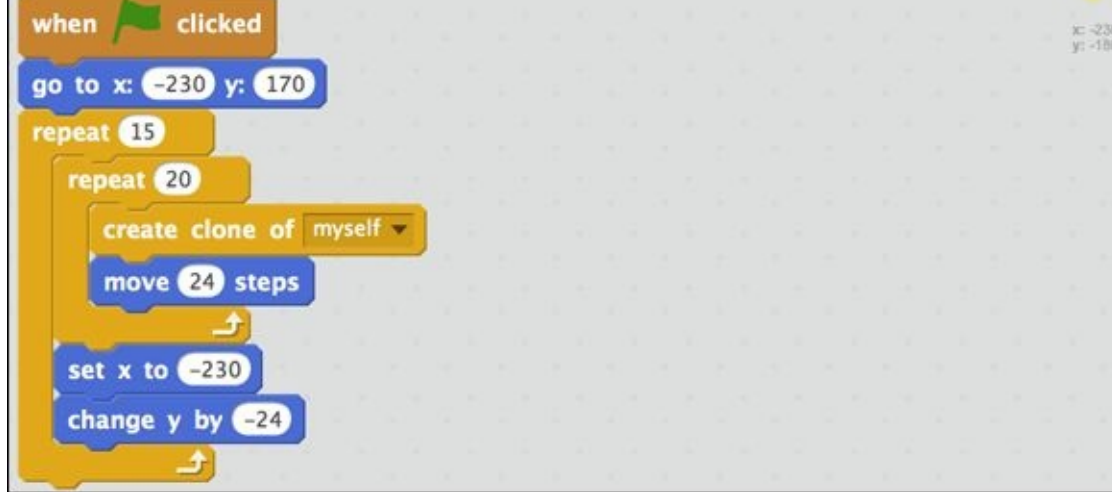 when clicked
go to x: -230 y: 170
repeat 15
repeat 20
create clone of myself
move 24 steps
set x to -230
change y by -24